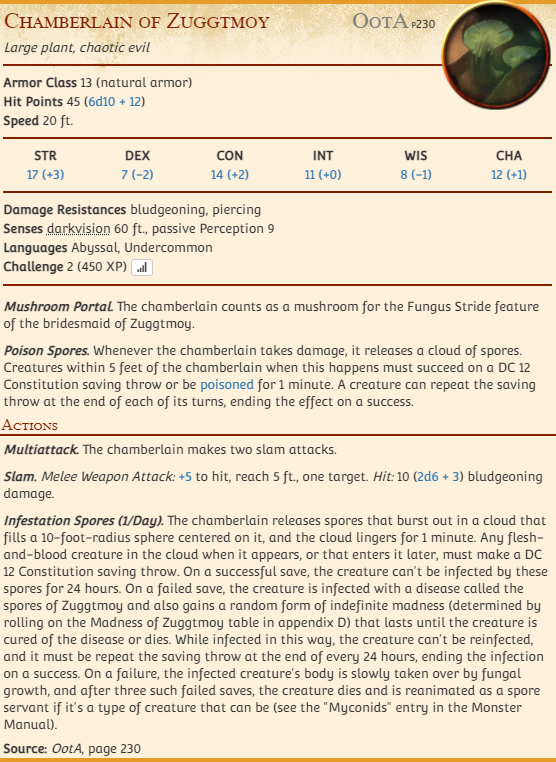 Chamberlain of Zuggtmoy OotA p230
Large plant, chaotic evil
Armor Class 13 (natural armor)
Hit Points 45 (6d10 + 12)
Speed 20 ft.
STR DEX CON INT WIS CHA
17 (+3) 7 (−2) 14 (+2) 11 (+0) 8 (−1) 12 (+1)
Damage Resistances bludgeoning, piercing
Senses darkvision 60 ft., passive Perception 9
Languages Abyssal, Undercommon
Challenge 2 (450 XP)
Mushroom Portal. The chamberlain counts as a mushroom for the Fungus Stride feature
of the bridesmaid of Zuggtmoy.
Poison Spores. Whenever the chamberlain takes damage, it releases a cloud of spores.
Creatures within 5 feet of the chamberlain when this happens must succeed on a DC 12
Constitution saving throw or be poisoned for 1 minute. A creature can repeat the saving
throw at the end of each of its turns, ending the effect on a success.
Actions
Multiattack. The chamberlain makes two slam attacks.
Slam. Melee Weapon Attack: +5 to hit, reach 5 ft., one target. Hit: 10 (2d6 + 3) bludgeoning
damage.
Infestation Spores (1/Day). The chamberlain releases spores that burst out in a cloud that
fills a 10-foot-radius sphere centered on it, and the cloud lingers for 1 minute. Any flesh-
and-blood creature in the cloud when it appears, or that enters it later, must make a DC
12 Constitution saving throw. On a successful save, the creature can't be infected by these
spores for 24 hours. On a failed save, the creature is infected with a disease called the
spores of Zuggtmoy and also gains a random form of indefinite madness (determined by
rolling on the Madness of Zuggtmoy table in appendix D) that lasts until the creature is
cured of the disease or dies. While infected in this way, the creature can't be reinfected,
and it must be repeat the saving throw at the end of every 24 hours, ending the infection
on a success. On a failure, the infected creature's body is slowly taken over by fungal
growth, and after three such failed saves, the creature dies and is reanimated as a spore
servant if it's a type of creature that can be (see the "Myconids" entry in the Monster
Manual).
Source: OotA, page 230